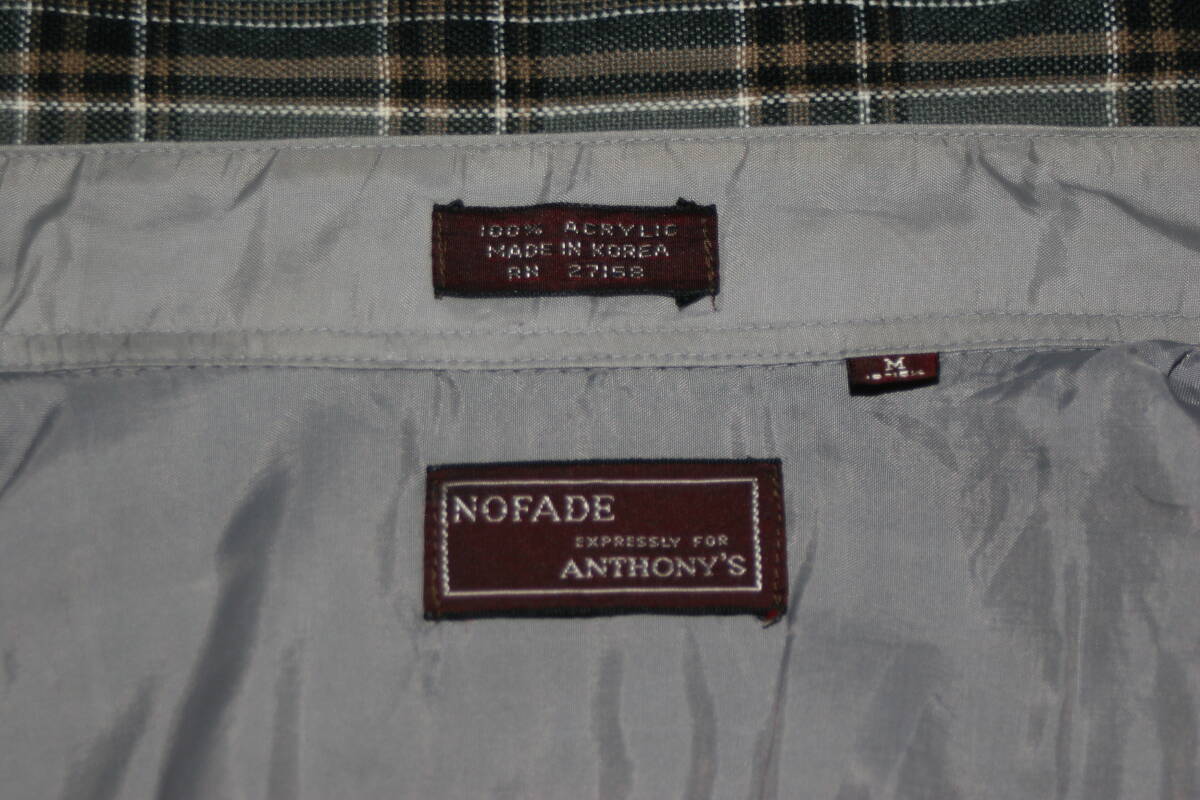 100% ACRYLIC
MADE IN KOREA
RN 27158
M
NOFADE
EXPRESSLY FOR
ANTHONY'S